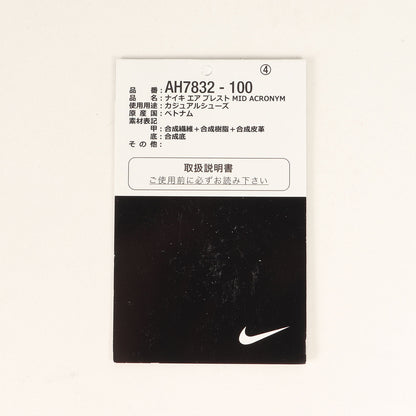 ④
品 番: AH7832 - 100
品 名: ナイキ エア プレスト MID ACRONYM
使用用途: カジュアルシューズ
原 産 国: ベトナム
素材表記
甲: 合成繊維+合成樹脂+合成皮革
底: 合成底
その他:
取扱説明書
ご使用前に必ずお読み下さい